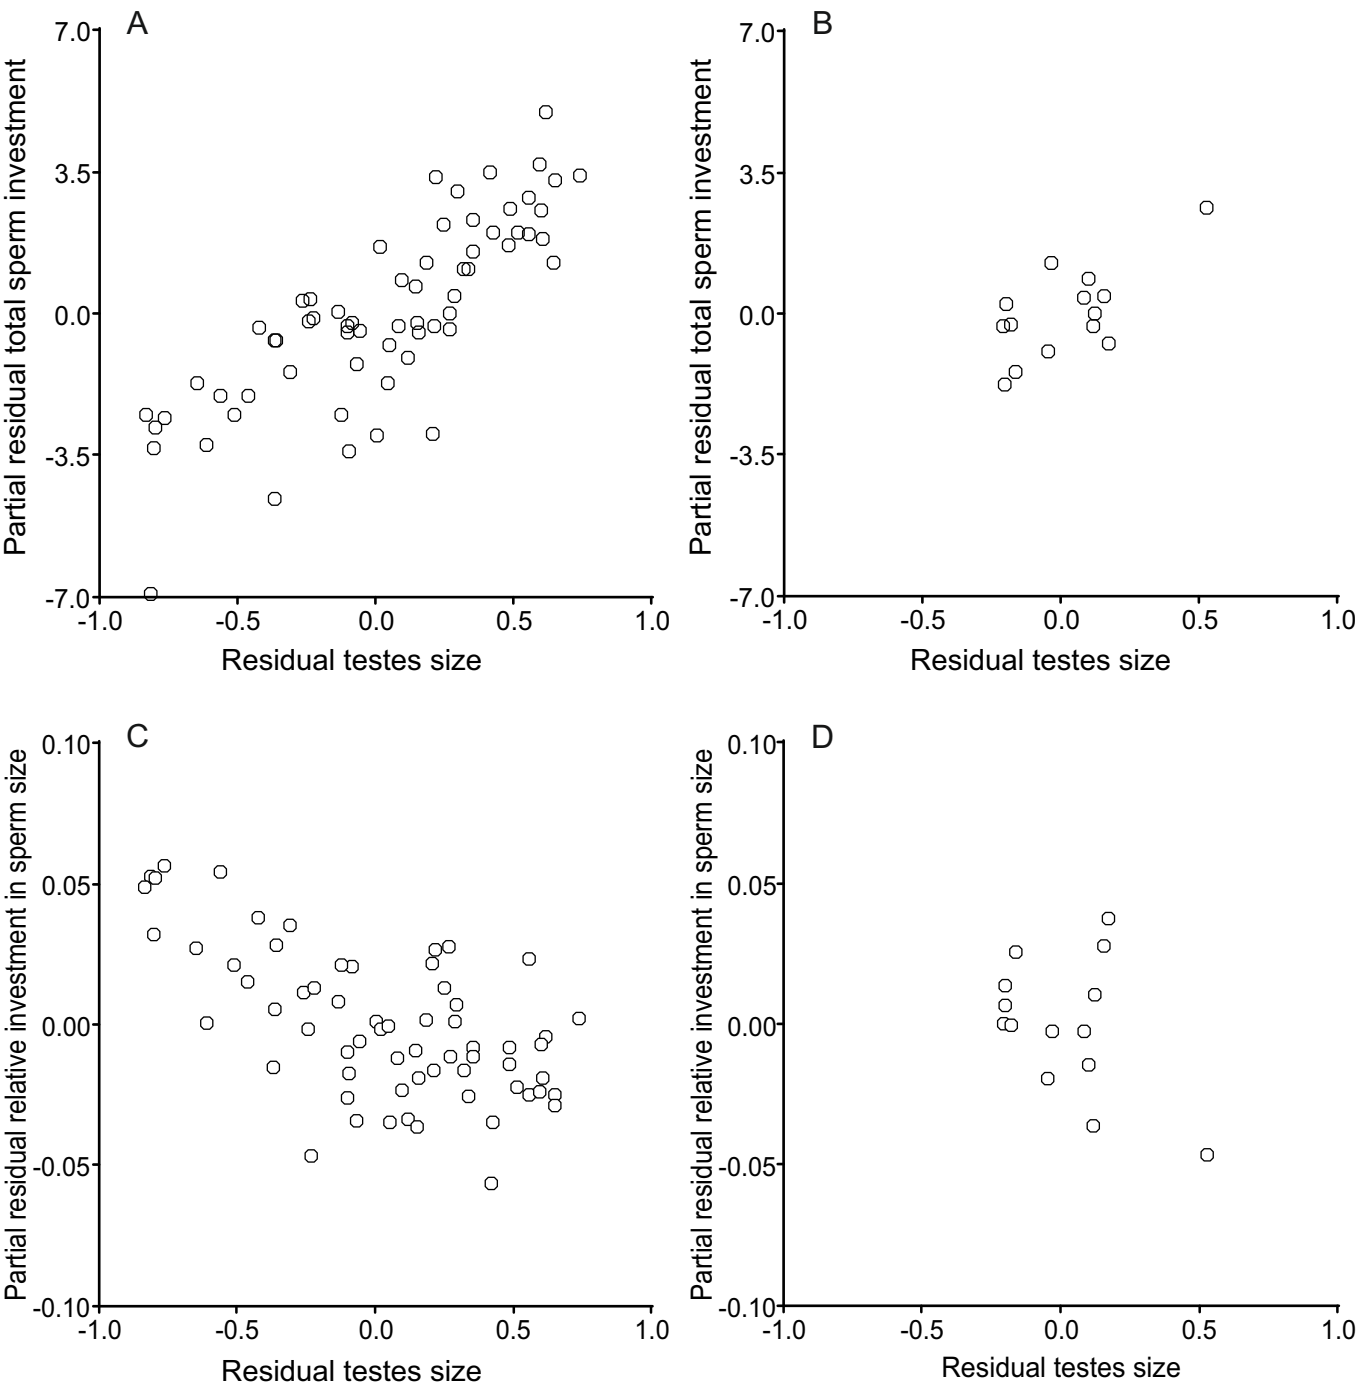 A
Partial residual total sperm investment
7.0
3.5
0.0
-3.5
-7.0
-1.0 -0.5 0.0 0.5 1.0
Residual testes size
B
Partial residual total sperm investment
7.0
3.5
0.0
-3.5
-7.0
-1.0 -0.5 0.0 0.5 1.0
Residual testes size
C
Partial residual relative investment in sperm size
0.10
0.05
0.00
-0.05
-0.10
-1.0 -0.5 0.0 0.5 1.0
Residual testes size
D
Partial residual relative investment in sperm size
0.10
0.05
0.00
-0.05
-0.10
-1.0 -0.5 0.0 0.5 1.0
Residual testes size